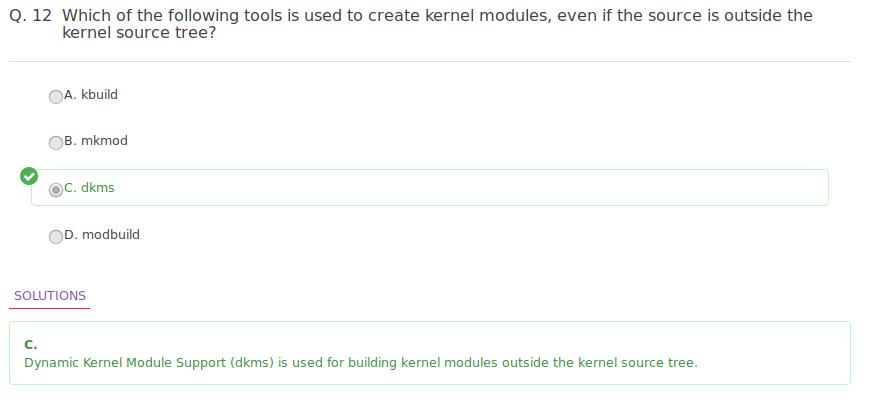 Q. 12 Which of the following tools is used to create kernel modules, even if the source is outside the
kernel source tree?
A. kbuild
B. mkmod
C. dkms
D. modbuild
SOLUTIONS
C.
Dynamic Kernel Module Support (dkms) is used for building kernel modules outside the kernel source tree.